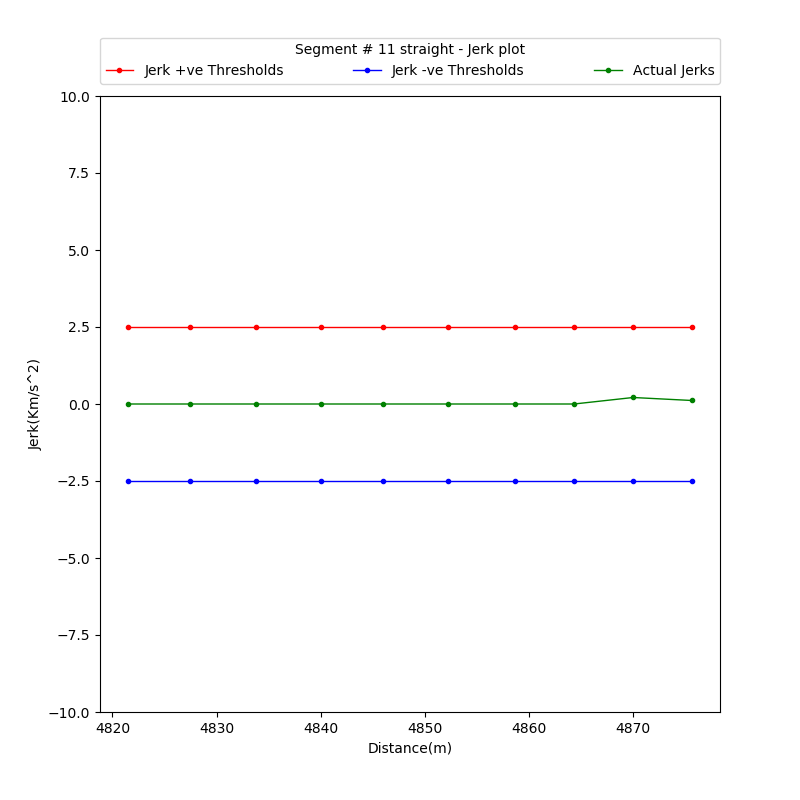 Segment # 11 straight - Jerk plot
Jerk +ve Thresholds
Jerk -ve Thresholds
Actual Jerks
10.0
7.5
5.0
2.5
0.0
−2.5
−5.0
−7.5
−10.0
Jerk(Km/s^2)
4820
4830
4840
4850
4860
4870
Distance(m)